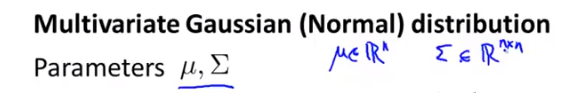 Multivariate Gaussian (Normal) distribution
Parameters μ, Σ μ∈ℝⁿ Σ∈ℝⁿˣⁿ